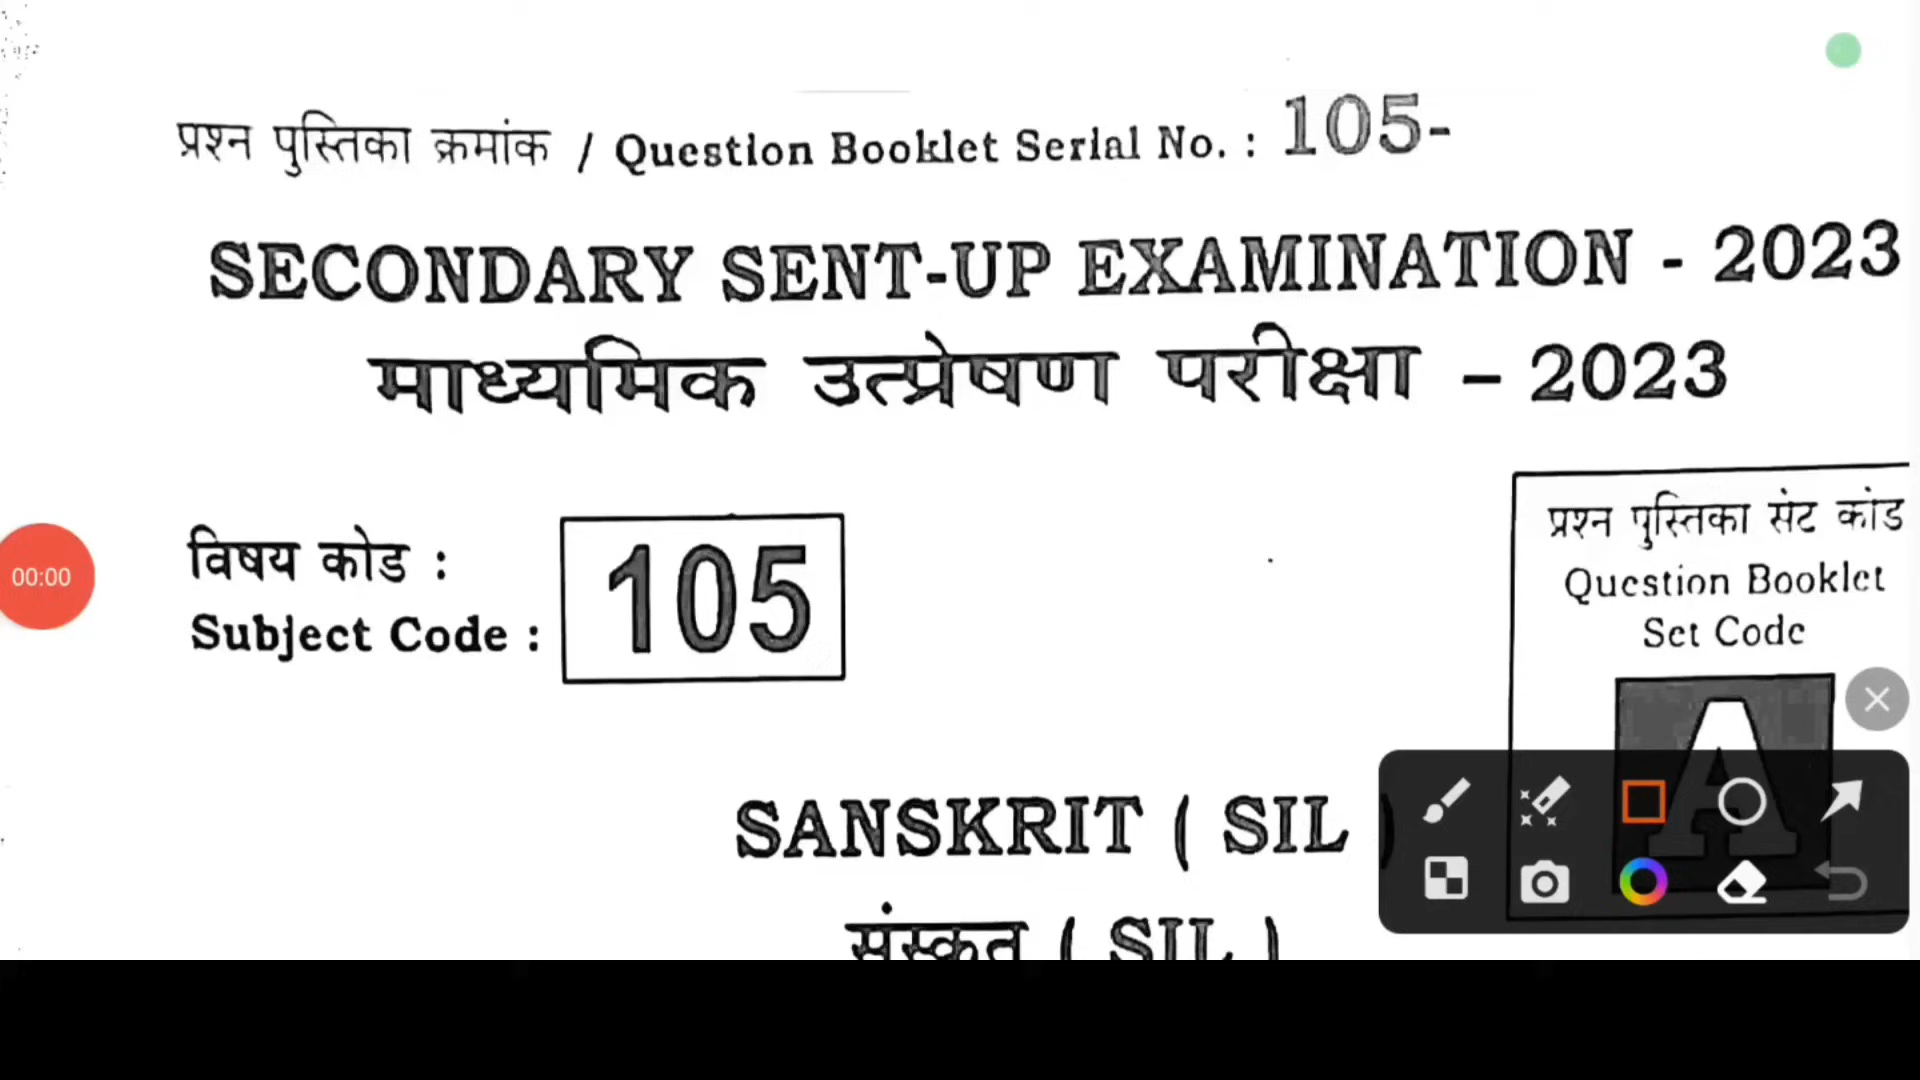 प्रश्न पुस्तिका क्रमांक / Question Booklet Serial No. : 105-
SECONDARY SENT-UP EXAMINATION - 2023
माध्यमिक उत्प्रेषण परीक्षा – 2023
विषय कोड :
Subject Code :
105
प्रश्न पुस्तिका सेट कोड
Question Booklet
Set Code
A
00:00
SANSKRIT ( SIL )
संस्कृत ( SIL )